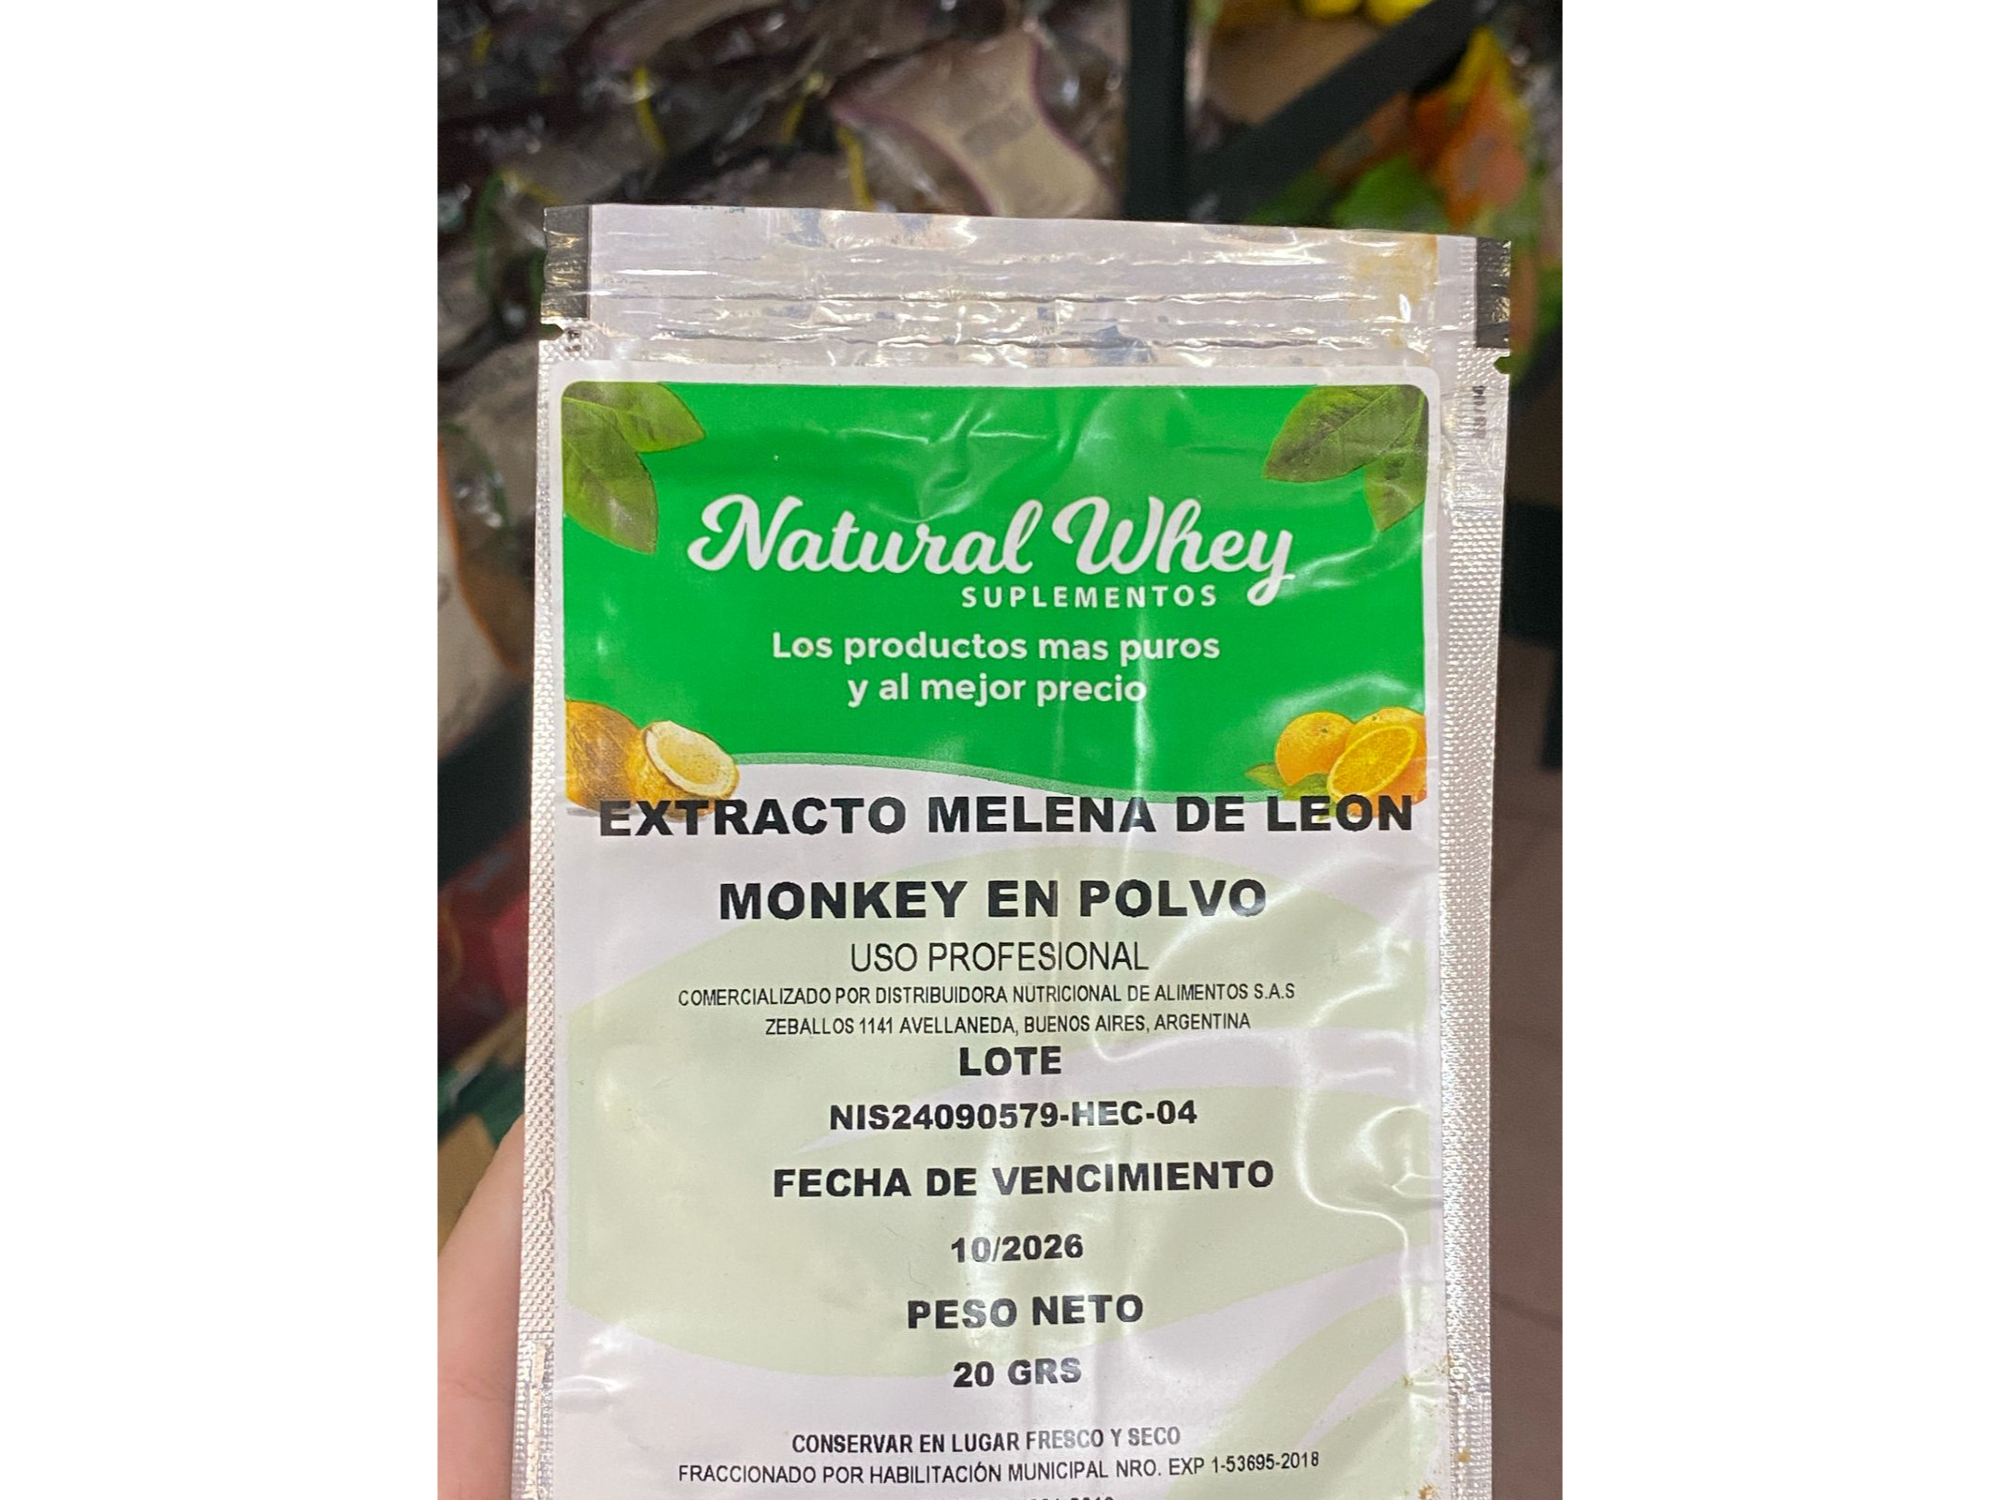 Natural Whey
SUPLEMENTOS
Los productos mas puros
y al mejor precio
EXTRACTO MELENA DE LEON
MONKEY EN POLVO
USO PROFESIONAL
COMERCIALIZADO POR DISTRIBUIDORA NUTRICIONAL DE ALIMENTOS S.A.S
ZEBALLOS 1141 AVELLANEDA, BUENOS AIRES, ARGENTINA
LOTE
NIS24090579-HEC-04
FECHA DE VENCIMIENTO
10/2026
PESO NETO
20 GRS
CONSERVAR EN LUGAR FRESCO Y SECO
FRACCIONADO POR HABILITACIÓN MUNICIPAL NRO. EXP 1-53695-2018